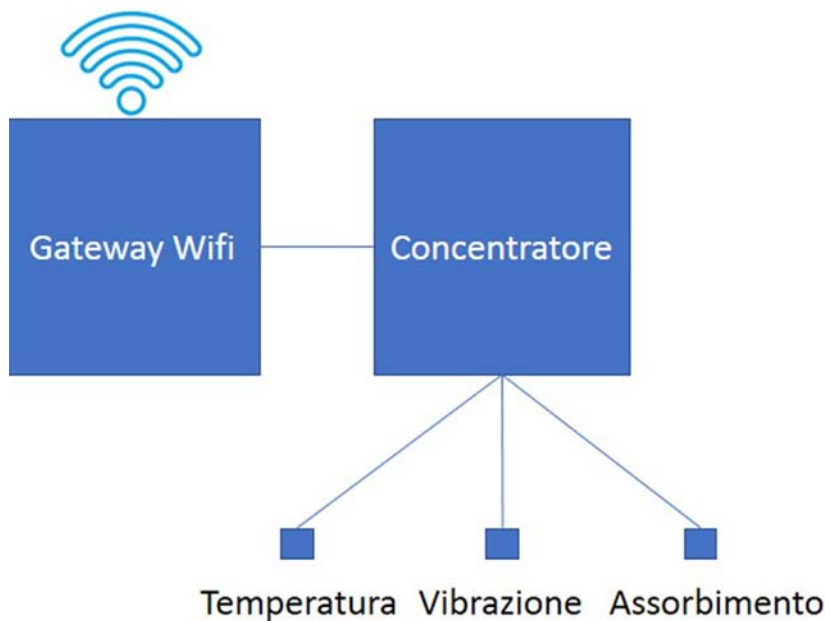 Gateway Wifi
Concentratore
Temperatura
Vibrazione
Assorbimento